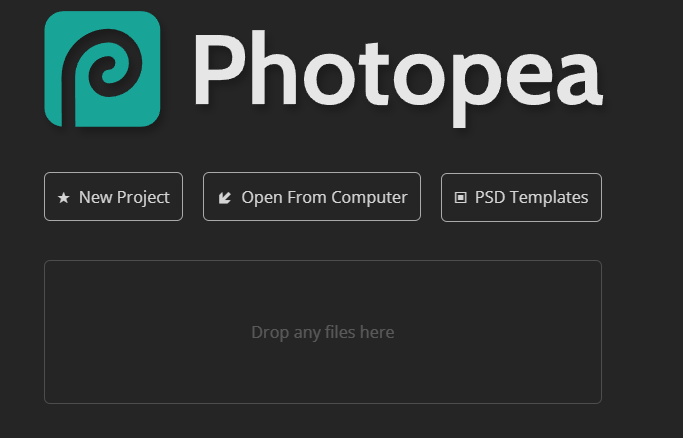 Photopea
New Project
Open From Computer
PSD Templates
Drop any files here